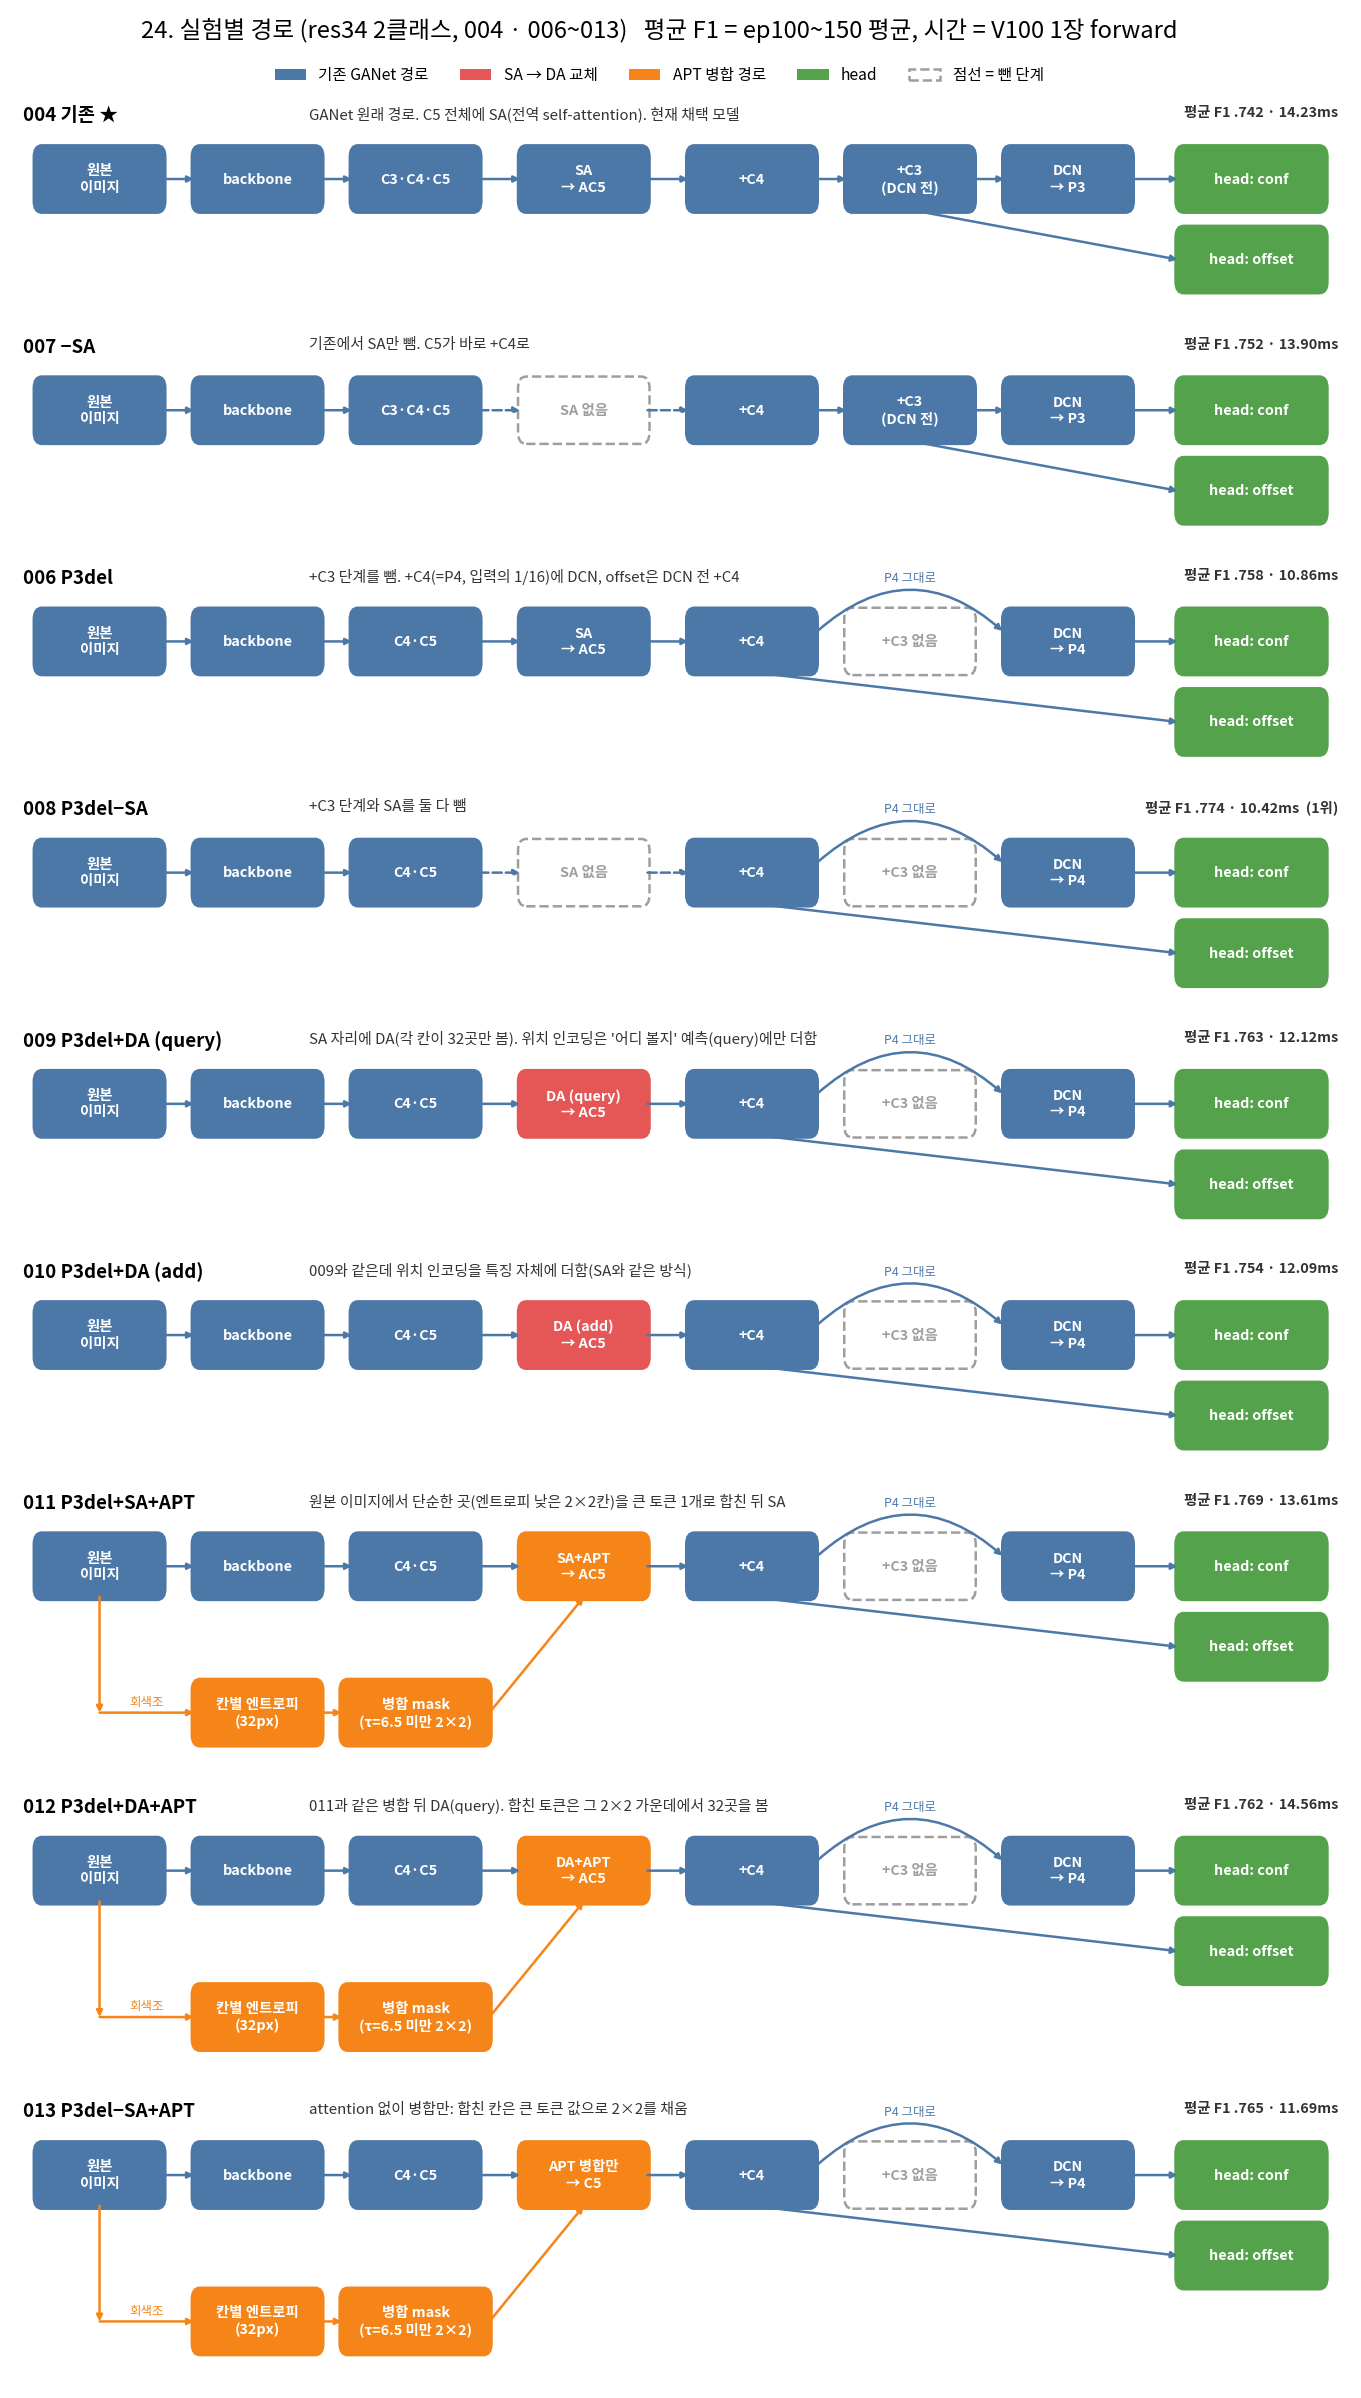 24. 실험별 경로 (res34 2클래스, 004 · 006~013)   평균 F1 = ep100~150 평균, 시간 = V100 1장 forward
기존 GANet 경로   SA → DA 교체   APT 병합 경로   head   점선 = 뺀 단계
004 기존 ★   GANet 원래 경로. C5 전체에 SA(전역 self-attention). 현재 채택 모델   평균 F1 .742 · 14.23ms
원본
이미지
backbone
C3·C4·C5
SA
→ AC5
+C4
+C3
(DCN 전)
DCN
→ P3
head: conf
head: offset
007 −SA   기존에서 SA만 뺌. C5가 바로 +C4로   평균 F1 .752 · 13.90ms
원본
이미지
backbone
C3·C4·C5
SA 없음
+C4
+C3
(DCN 전)
DCN
→ P3
head: conf
head: offset
006 P3del   +C3 단계를 뺌. +C4(=P4, 입력의 1/16)에 DCN, offset은 DCN 전 +C4   평균 F1 .758 · 10.86ms
P4 그대로
원본
이미지
backbone
C4·C5
SA
→ AC5
+C4
+C3 없음
DCN
→ P4
head: conf
head: offset
008 P3del−SA   +C3 단계와 SA를 둘 다 뺌   평균 F1 .774 · 10.42ms  (1위)
P4 그대로
원본
이미지
backbone
C4·C5
SA 없음
+C4
+C3 없음
DCN
→ P4
head: conf
head: offset
009 P3del+DA (query)   SA 자리에 DA(각 칸이 32곳만 봄). 위치 인코딩은 '어디 볼지' 예측(query)에만 더함   평균 F1 .763 · 12.12ms
P4 그대로
원본
이미지
backbone
C4·C5
DA (query)
→ AC5
+C4
+C3 없음
DCN
→ P4
head: conf
head: offset
010 P3del+DA (add)   009와 같은데 위치 인코딩을 특징 자체에 더함(SA와 같은 방식)   평균 F1 .754 · 12.09ms
P4 그대로
원본
이미지
backbone
C4·C5
DA (add)
→ AC5
+C4
+C3 없음
DCN
→ P4
head: conf
head: offset
011 P3del+SA+APT   원본 이미지에서 단순한 곳(엔트로피 낮은 2×2칸)을 큰 토큰 1개로 합친 뒤 SA   평균 F1 .769 · 13.61ms
P4 그대로
원본
이미지
backbone
C4·C5
SA+APT
→ AC5
+C4
+C3 없음
DCN
→ P4
head: conf
head: offset
회색조
칸별 엔트로피
(32px)
병합 mask
(τ=6.5 미만 2×2)
012 P3del+DA+APT   011과 같은 병합 뒤 DA(query). 합친 토큰은 그 2×2 가운데에서 32곳을 봄   평균 F1 .762 · 14.56ms
P4 그대로
원본
이미지
backbone
C4·C5
DA+APT
→ AC5
+C4
+C3 없음
DCN
→ P4
head: conf
head: offset
회색조
칸별 엔트로피
(32px)
병합 mask
(τ=6.5 미만 2×2)
013 P3del−SA+APT   attention 없이 병합만: 합친 칸은 큰 토큰 값으로 2×2를 채움   평균 F1 .765 · 11.69ms
P4 그대로
원본
이미지
backbone
C4·C5
APT 병합만
→ C5
+C4
+C3 없음
DCN
→ P4
head: conf
head: offset
회색조
칸별 엔트로피
(32px)
병합 mask
(τ=6.5 미만 2×2)